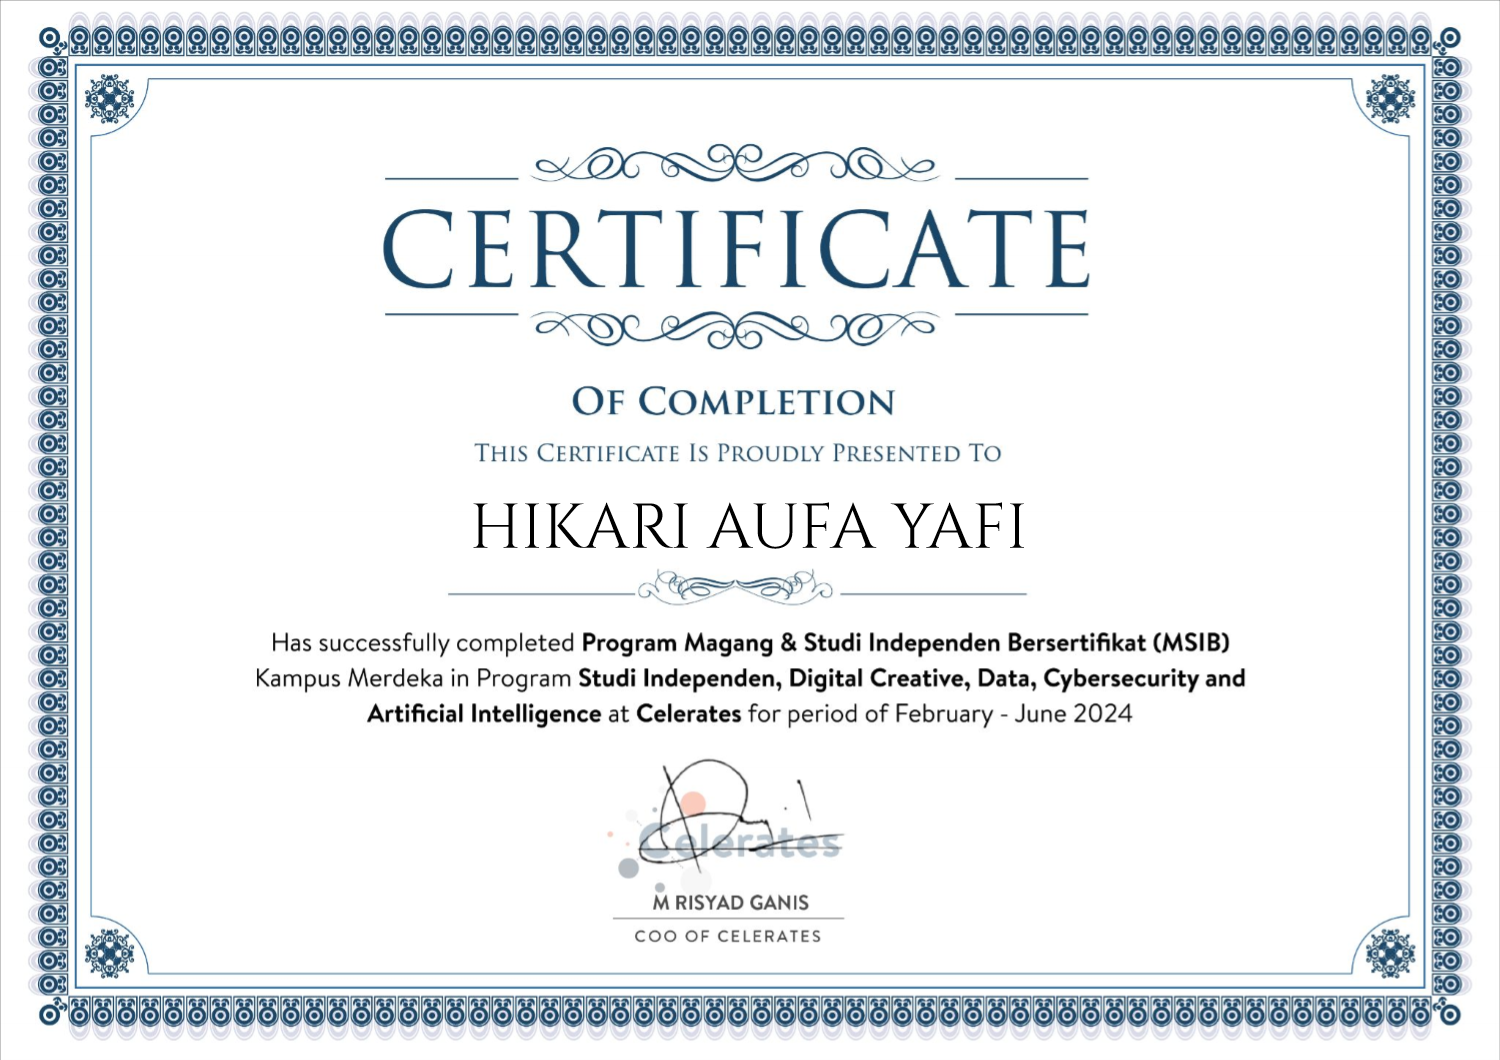 CERTIFICATE
OF COMPLETION
THIS CERTIFICATE IS PROUDLY PRESENTED TO
HIKARI AUFA YAFI
Has successfully completed Program Magang & Studi Independen Bersertifikat (MSIB)
Kampus Merdeka in Program Studi Independen, Digital Creative, Data, Cybersecurity and
Artificial Intelligence at Celerates for period of February - June 2024
Celerates
M RISYAD GANIS
COO OF CELERATES